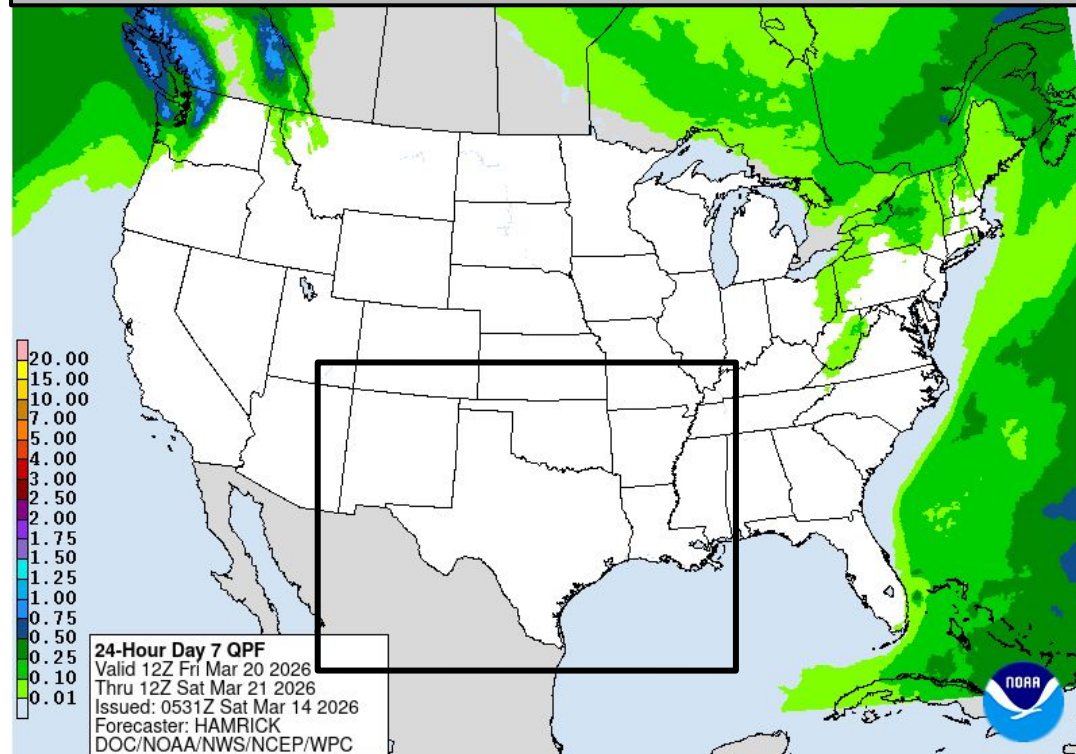 20.00
15.00
10.00
7.00
5.00
4.00
3.00
2.50
2.00
1.75
1.50
1.25
1.00
0.75
0.50
0.25
0.10
0.01
24-Hour Day 7 QPF
Valid 12Z Fri Mar 20 2026
Thru 12Z Sat Mar 21 2026
Issued: 0531Z Sat Mar 14 2026
Forecaster: HAMRICK
DOC/NOAA/NWS/NCEP/WPC
NOAA